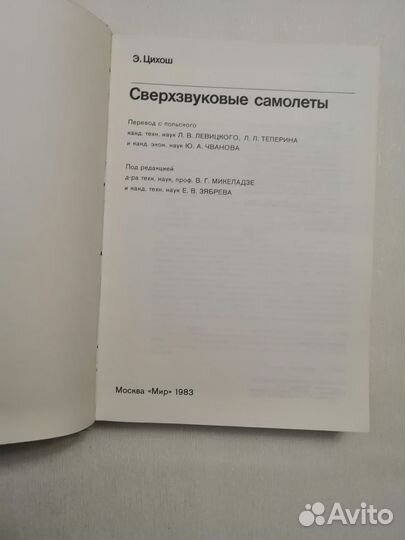 Э. Цихош
Сверхзвуковые самолеты
Перевод с польского
канд. техн. наук Л. В. ЛЕВИЦКОГО, Л. Л. ТЕПЕРИНА
и канд. экон. наук Ю. А. ЧВАНОВА
Под редакцией
д-ра техн. наук, проф. В. Г. МИКЕЛАДЗЕ
и канд. техн. наук Е. В. ЗЯБРЕВА
Москва «Мир» 1983
Avito